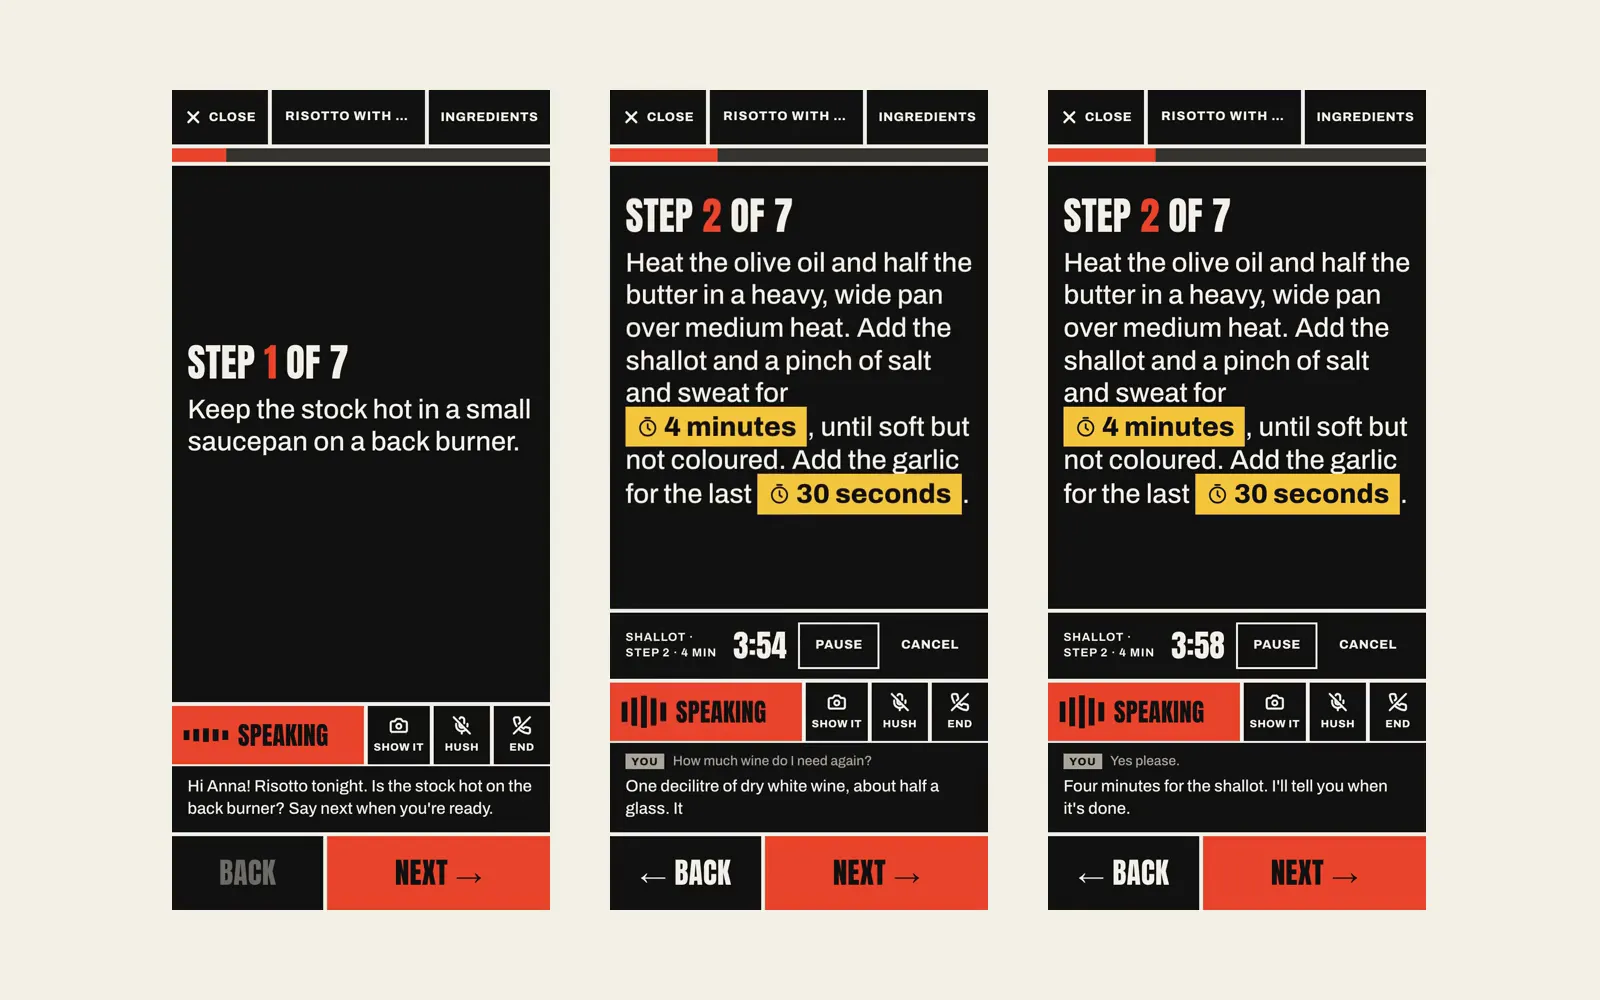 CLOSE
RISOTTO WITH ...
INGREDIENTS
STEP 1 OF 7
Keep the stock hot in a small
saucepan on a back burner.
SPEAKING
SHOW IT
HUSH
END
Hi Anna! Risotto tonight. Is the stock hot on the
back burner? Say next when you're ready.
BACK
NEXT →
CLOSE
RISOTTO WITH ...
INGREDIENTS
STEP 2 OF 7
Heat the olive oil and half the
butter in a heavy, wide pan
over medium heat. Add the
shallot and a pinch of salt
and sweat for
4 minutes , until soft but
not coloured. Add the garlic
for the last 30 seconds .
SHALLOT ·
STEP 2 · 4 MIN
3:54
PAUSE
CANCEL
SPEAKING
SHOW IT
HUSH
END
YOU How much wine do I need again?
One decilitre of dry white wine, about half a
glass. It
← BACK
NEXT →
CLOSE
RISOTTO WITH ...
INGREDIENTS
STEP 2 OF 7
Heat the olive oil and half the
butter in a heavy, wide pan
over medium heat. Add the
shallot and a pinch of salt
and sweat for
4 minutes , until soft but
not coloured. Add the garlic
for the last 30 seconds .
SHALLOT ·
STEP 2 · 4 MIN
3:58
PAUSE
CANCEL
SPEAKING
SHOW IT
HUSH
END
YOU Yes please.
Four minutes for the shallot. I'll tell you when
it's done.
← BACK
NEXT →